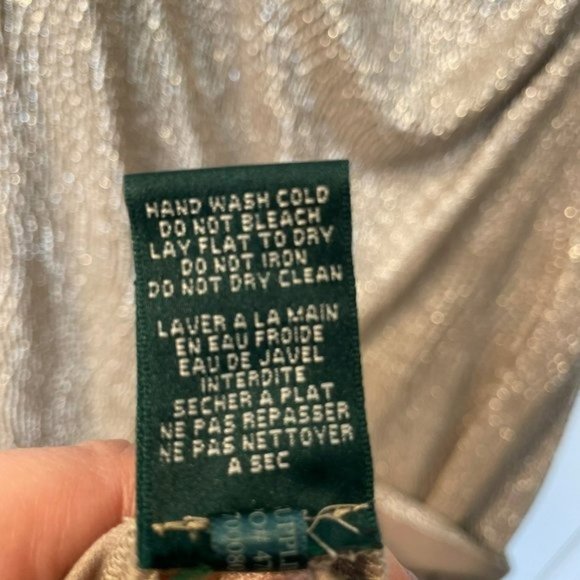 HAND WASH COLD
DO NOT BLEACH
LAY FLAT TO DRY
DO NOT IRON
DO NOT DRY CLEAN
LAVER A LA MAIN
EN EAU FROIDE
EAU DE JAVEL
INTERDITE
SECHER A PLAT
NE PAS REPASSER
NE PAS NETTOYER
A SEC